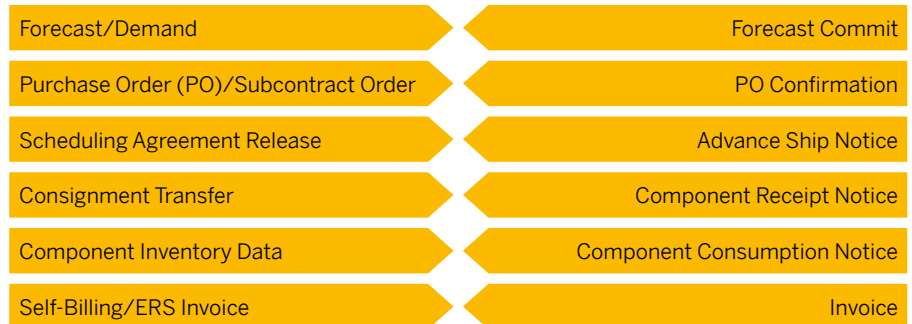 Forecast/Demand
Forecast Commit
Purchase Order (PO)/Subcontract Order
PO Confirmation
Scheduling Agreement Release
Advance Ship Notice
Consignment Transfer
Component Receipt Notice
Component Inventory Data
Component Consumption Notice
Self-Billing/ERS Invoice
Invoice